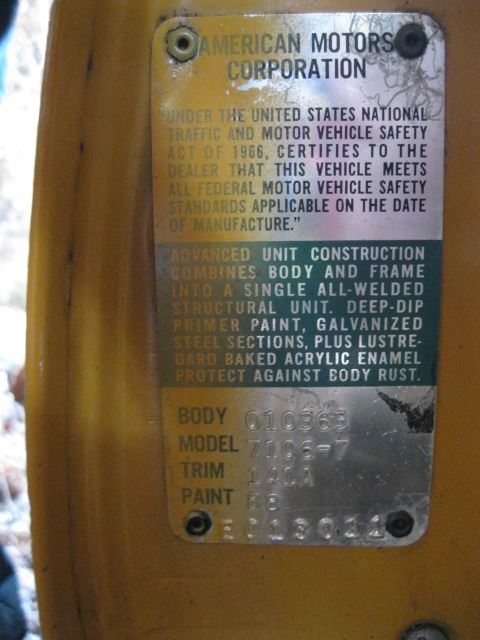 AMERICAN MOTORS
CORPORATION
"UNDER THE UNITED STATES NATIONAL
TRAFFIC AND MOTOR VEHICLE SAFETY
ACT OF 1966, CERTIFIES TO THE
DEALER THAT THIS VEHICLE MEETS
ALL FEDERAL MOTOR VEHICLE SAFETY
STANDARDS APPLICABLE ON THE DATE
OF MANUFACTURE."
ADVANCED UNIT CONSTRUCTION
COMBINES BODY AND FRAME
INTO A SINGLE ALL-WELDED
STRUCTURAL UNIT. DEEP-DIP
PRIMER PAINT, GALVANIZED
STEEL SECTIONS, PLUS LUSTRE-
GARD BAKED ACRYLIC ENAMEL
PROTECT AGAINST BODY RUST.
BODY 010363
MODEL 7106-7
TRIM 141A
PAINT